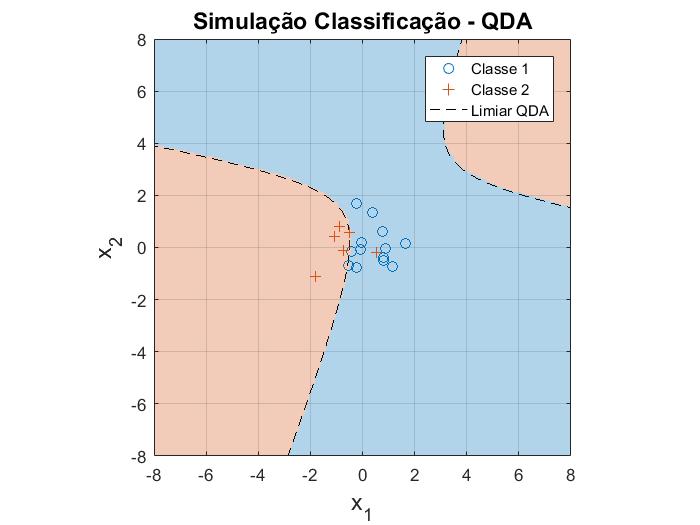 Simulação Classificação - QDA
Classe 1
Classe 2
Limiar QDA
8
6
4
2
0
-2
-4
-6
-8
x2
-8 -6 -4 -2 0 2 4 6 8
x1